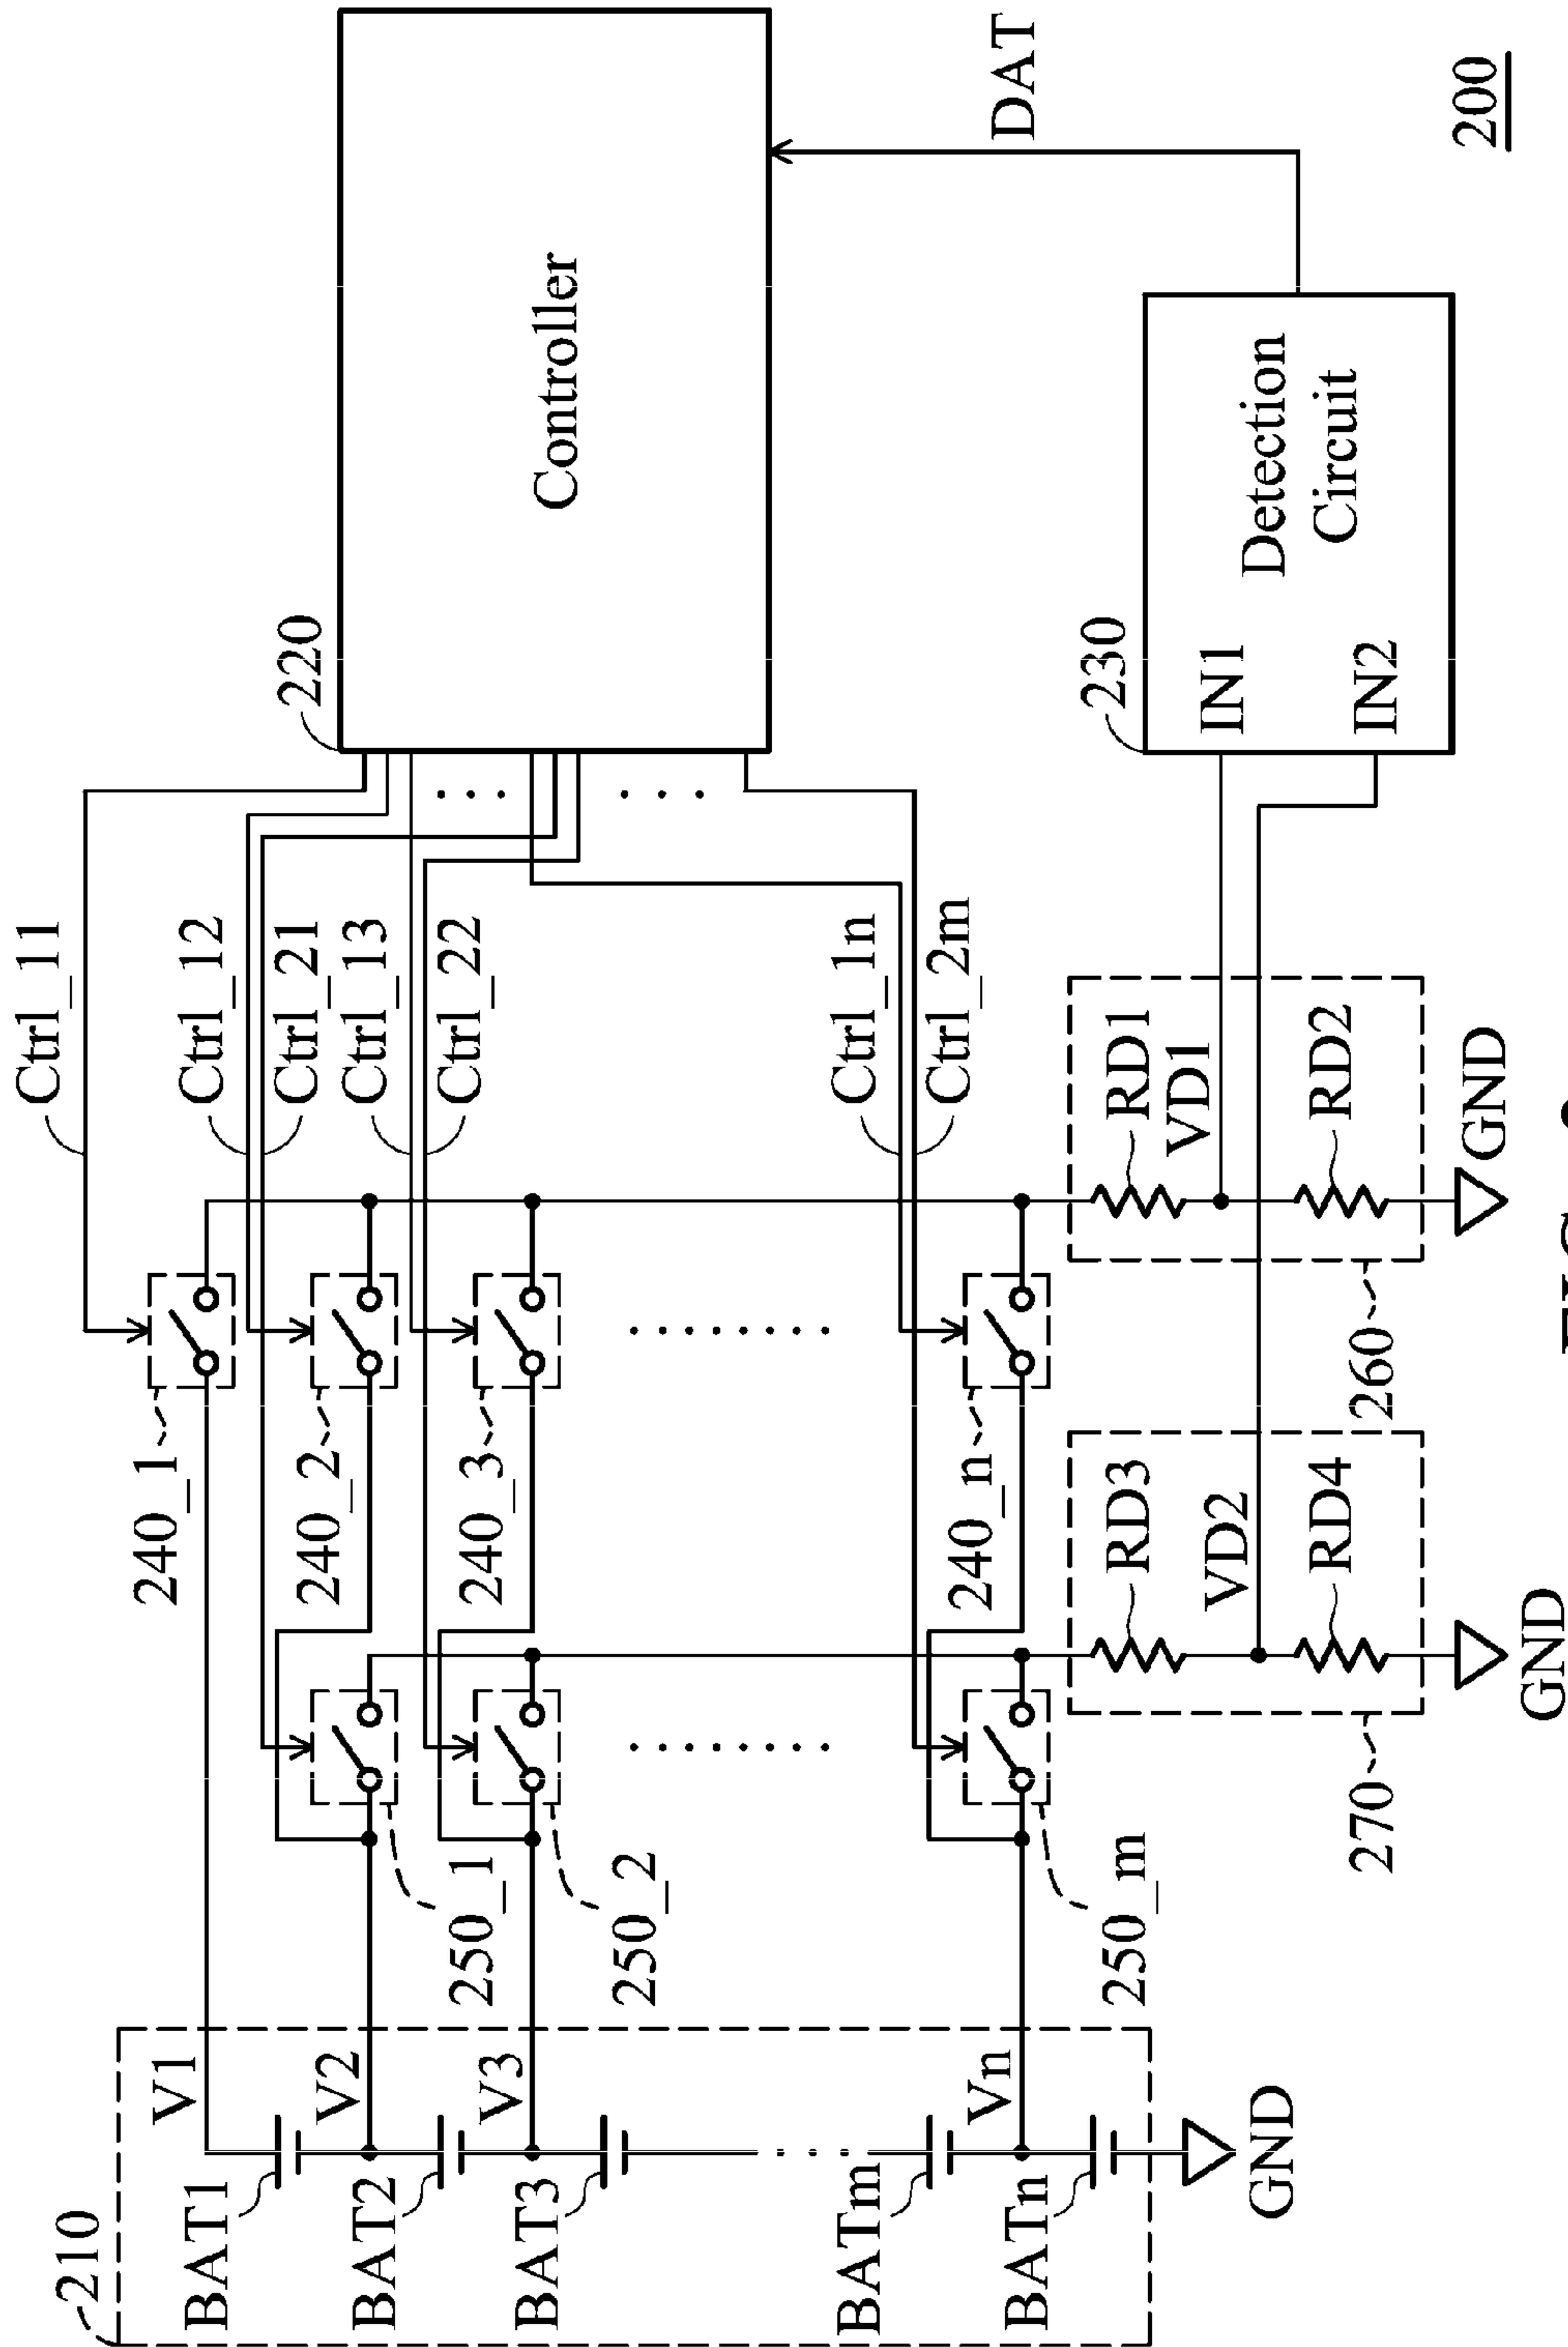 210
BAT1
V1
BAT2
V2
BAT3
V3
BATm
Vn
BATn
GND
250_1
250_2
250_m
240_1
240_2
240_3
240_n
Ctrl_11
Ctrl_12
Ctrl_21
Ctrl_13
Ctrl_22
Ctrl_1n
Ctrl_2m
220
Controller
DAT
230
IN1
IN2
Detection
Circuit
270
RD3
VD2
RD4
GND
260
RD1
VD1
RD2
GND
200